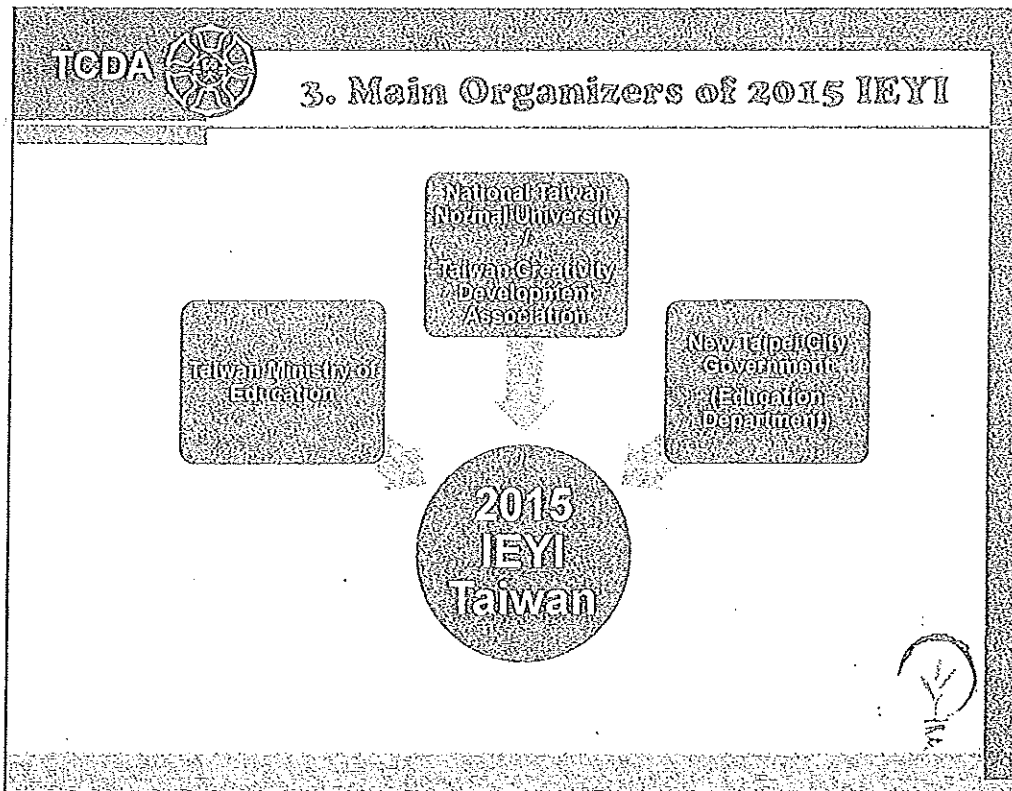 TCDA
3. Main Organizers of 2015 IEYI
National Taiwan
Normal University
/
Taiwan Creativity
Development
Association
Taiwan Ministry of
Education
New Taipei City
Government
(Education
Department)
2015
IEYI
Taiwan